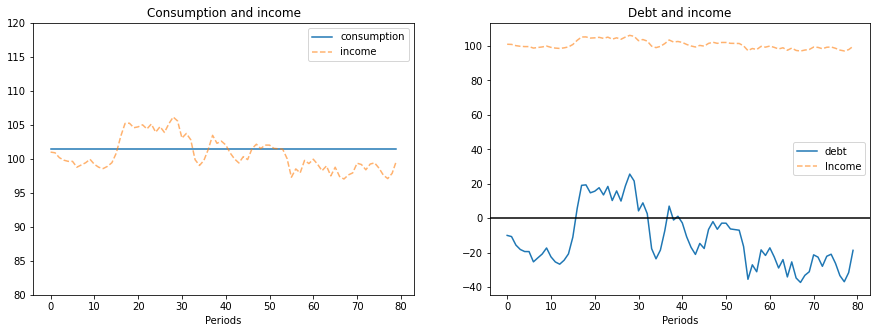 Consumption and income
120
115
110
105
100
95
90
85
80
0 10 20 30 40 50 60 70 80
Periods
consumption
income
Debt and income
100
80
60
40
20
0
−20
−40
0 10 20 30 40 50 60 70 80
Periods
debt
Income